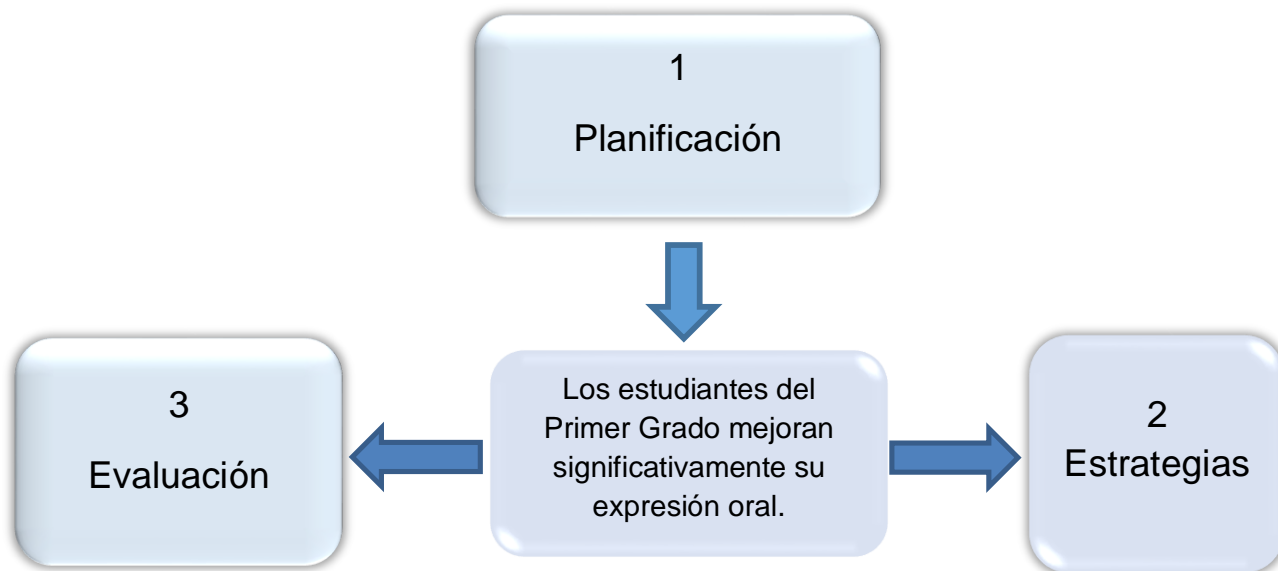 1
Planificación
3
Evaluación
Los estudiantes del
Primer Grado mejoran
significativamente su
expresión oral.
2
Estrategias